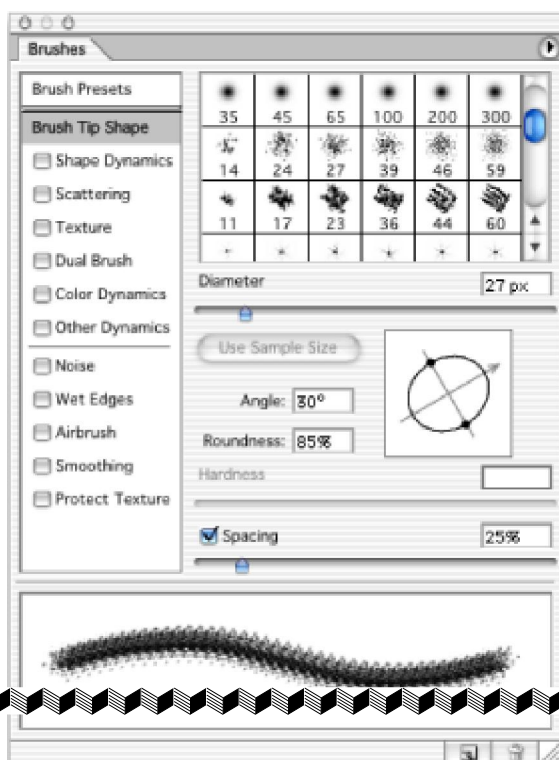 Brushes
Brush Presets
Brush Tip Shape
Shape Dynamics
Scattering
Texture
Dual Brush
Color Dynamics
Other Dynamics
Noise
Wet Edges
Airbrush
Smoothing
Protect Texture
35 45 65 100 200 300
14 24 27 39 46 59
11 17 23 36 44 60
Diameter 27 px
Use Sample Size
Angle: 30°
Roundness: 85%
Hardness
Spacing 25%